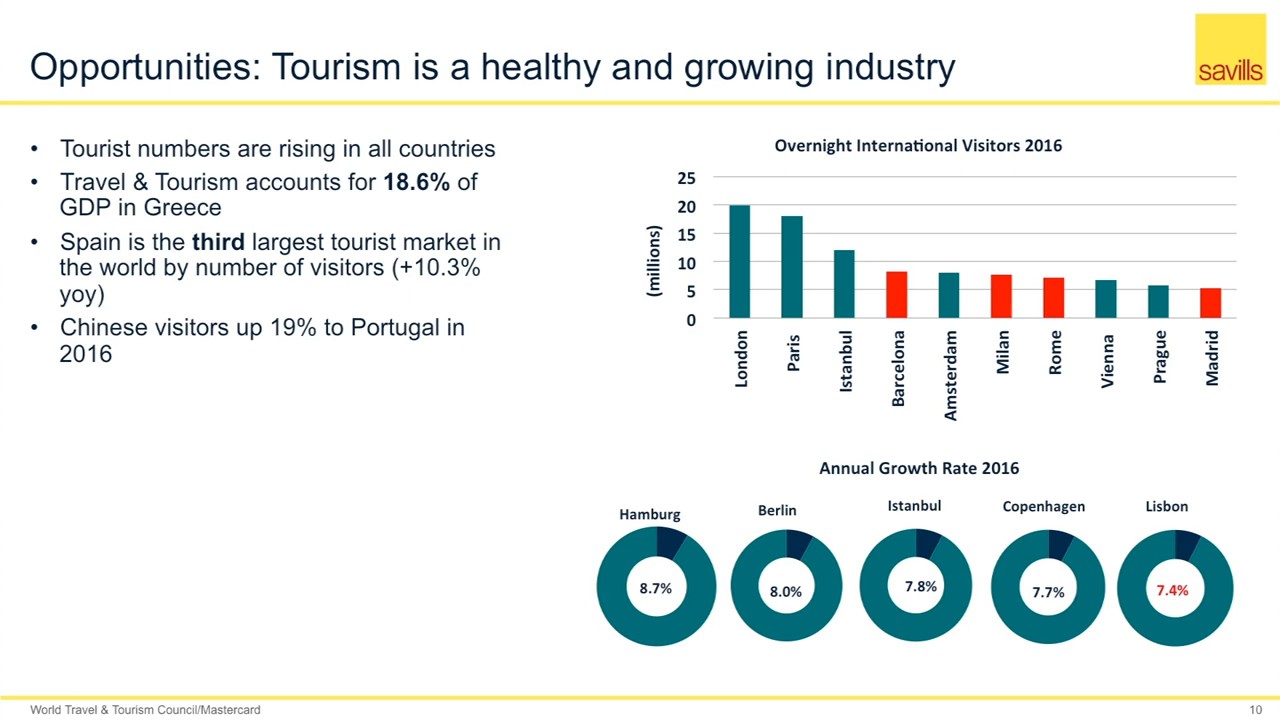 Opportunities: Tourism is a healthy and growing industry
savills
• Tourist numbers are rising in all countries
• Travel & Tourism accounts for 18.6% of
GDP in Greece
• Spain is the third largest tourist market in
the world by number of visitors (+10.3%
yoy)
• Chinese visitors up 19% to Portugal in
2016
Overnight International Visitors 2016
(millions)
25
20
15
10
5
0
London
Paris
Istanbul
Barcelona
Amsterdam
Milan
Rome
Vienna
Prague
Madrid
Annual Growth Rate 2016
Hamburg
Berlin
Istanbul
Copenhagen
Lisbon
8.7%
8.0%
7.8%
7.7%
7.4%
World Travel & Tourism Council/Mastercard
10